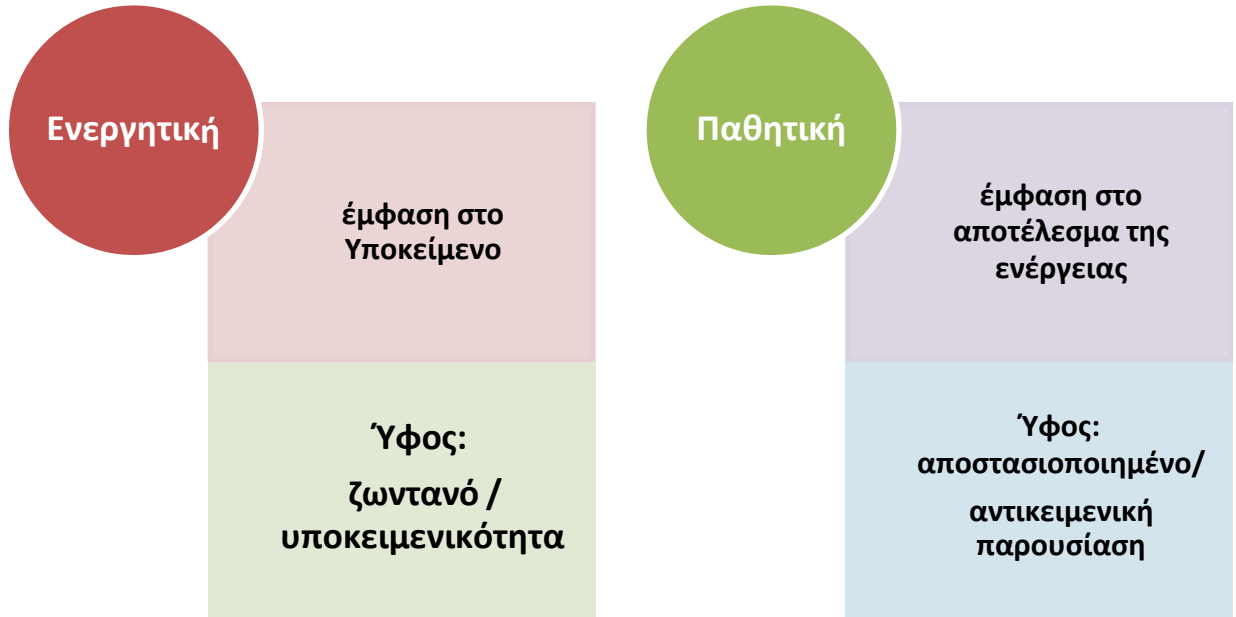 Ενεργητική
έμφαση στο
Υποκείμενο
Ύφος:
ζωντανό /
υποκειμενικότητα
Παθητική
έμφαση στο
αποτέλεσμα της
ενέργειας
Ύφος:
αποστασιοποιημένο/
αντικειμενική
παρουσίαση